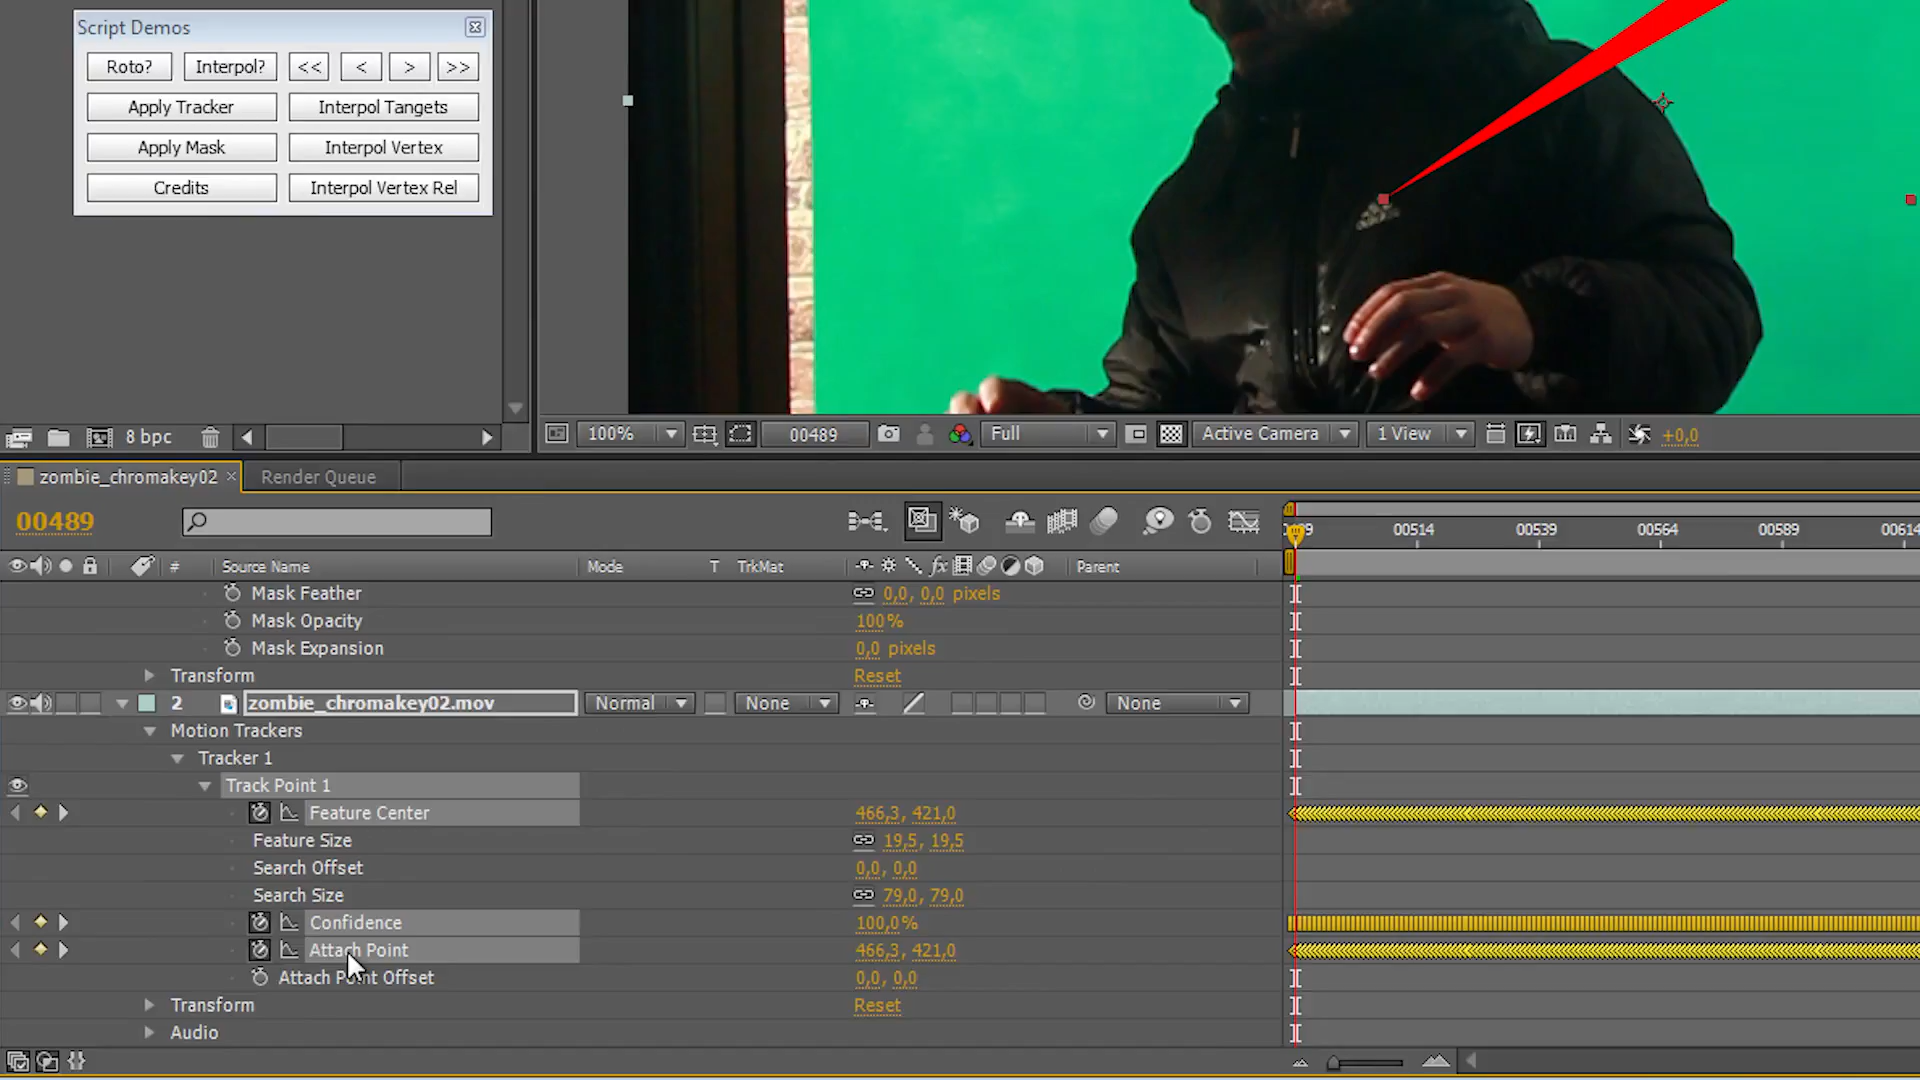 Script Demos
Roto? Interpol? << < > >>
Apply Tracker Interpol Tangets
Apply Mask Interpol Vertex
Credits Interpol Vertex Rel
8 bpc 100% 00489 Full Active Camera 1 View +0,0
zombie_chromakey02 × Render Queue
00489
00514 00539 00564 00589 00614
# Source Name Mode T TrkMat fx Parent
Mask Feather 0,0, 0,0 pixels
Mask Opacity 100%
Mask Expansion 0,0 pixels
Transform Reset
2 zombie_chromakey02.mov Normal None None
Motion Trackers
Tracker 1
Track Point 1
Feature Center 466,3, 421,0
Feature Size 19,5, 19,5
Search Offset 0,0, 0,0
Search Size 79,0, 79,0
Confidence 100,0%
Attach Point 466,3, 421,0
Attach Point Offset 0,0, 0,0
Transform Reset
Audio